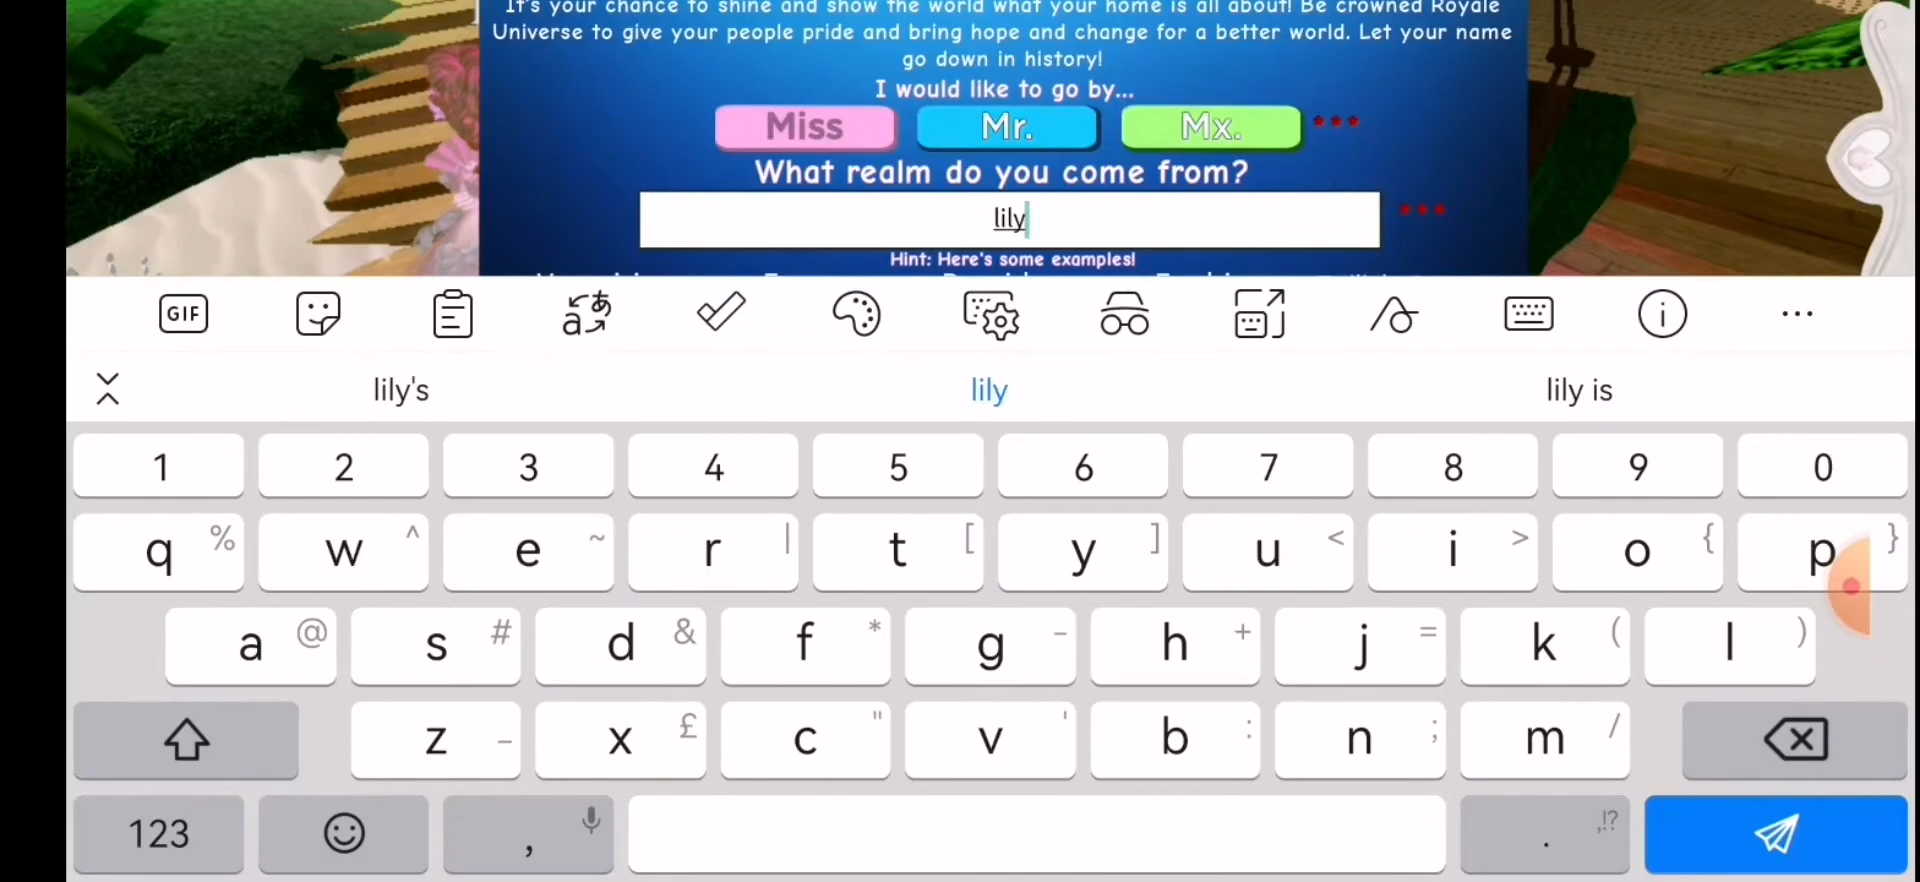 It's your chance to shine and show the world what your home is all about! Be crowned Royale
Universe to give your people pride and bring hope and change for a better world. Let your name
go down in history!
I would like to go by...
Miss Mr. Mx. ***
What realm do you come from?
lily ***
Hint: Here's some examples!
GIF
lily's lily lily is
1 2 3 4 5 6 7 8 9 0
q % w ^ e ~ r | t [ y ] u < i > o { p }
a @ s # d & f * g - h + j = k ( l )
z _ x £ c " v ' b : n ; m /
123 , . ,!?